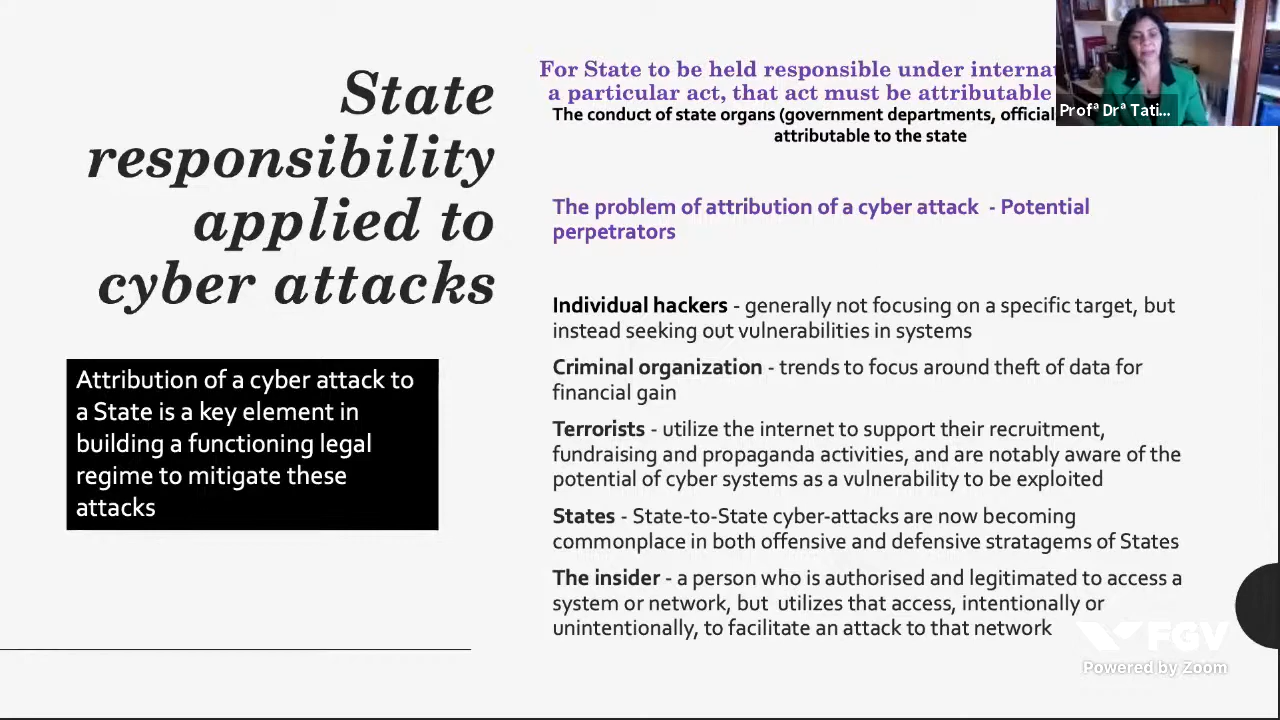 State
responsibility
applied to
cyber attacks
Attribution of a cyber attack to
a State is a key element in
building a functioning legal
regime to mitigate these
attacks
For State to be held responsible under
a particular act, that act must be attributable
The conduct of state organs (government departments,
attributable to the state
The problem of attribution of a cyber attack - Potential
perpetrators
Individual hackers - generally not focusing on a specific target, but
instead seeking out vulnerabilities in systems
Criminal organization - trends to focus around theft of data for
financial gain
Terrorists - utilize the internet to support their recruitment,
fundraising and propaganda activities, and are notably aware of the
potential of cyber systems as a vulnerability to be exploited
States - State-to-State cyber-attacks are now becoming
commonplace in both offensive and defensive stratagems of States
The insider - a person who is authorised and legitimated to access a
system or network, but utilizes that access, intentionally or
unintentionally, to facilitate an attack to that network
Profª Drª Tati...
FGV
Powered by Zoom